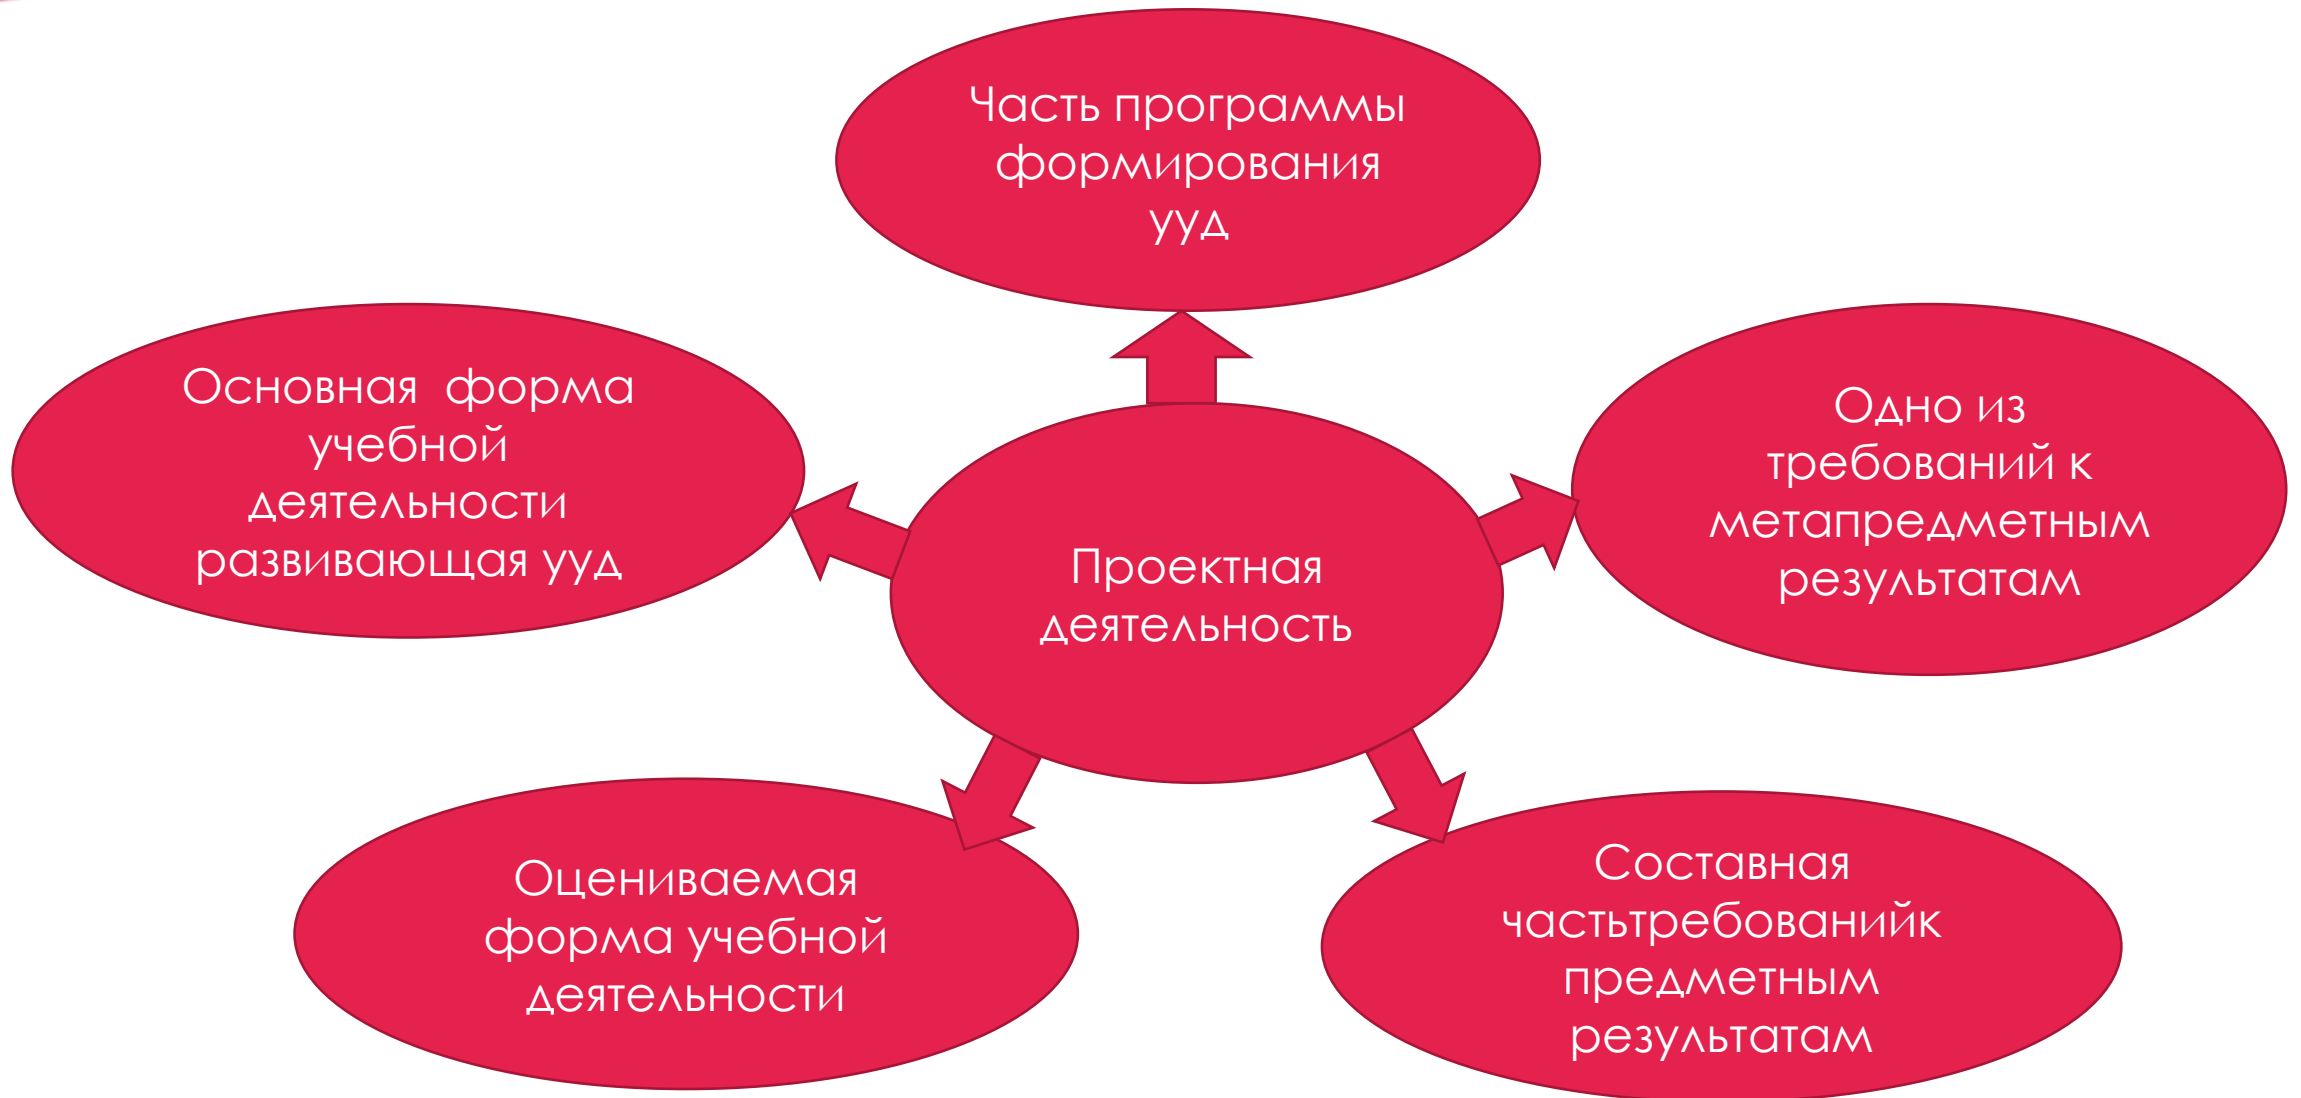 Часть программы
формирования
ууд
Основная форма
учебной
деятельности
развивающая ууд
Одно из
требований к
метапредметным
результатам
Проектная
деятельность
Оцениваемая
форма учебной
деятельности
Составная
частьтребованийк
предметным
результатам